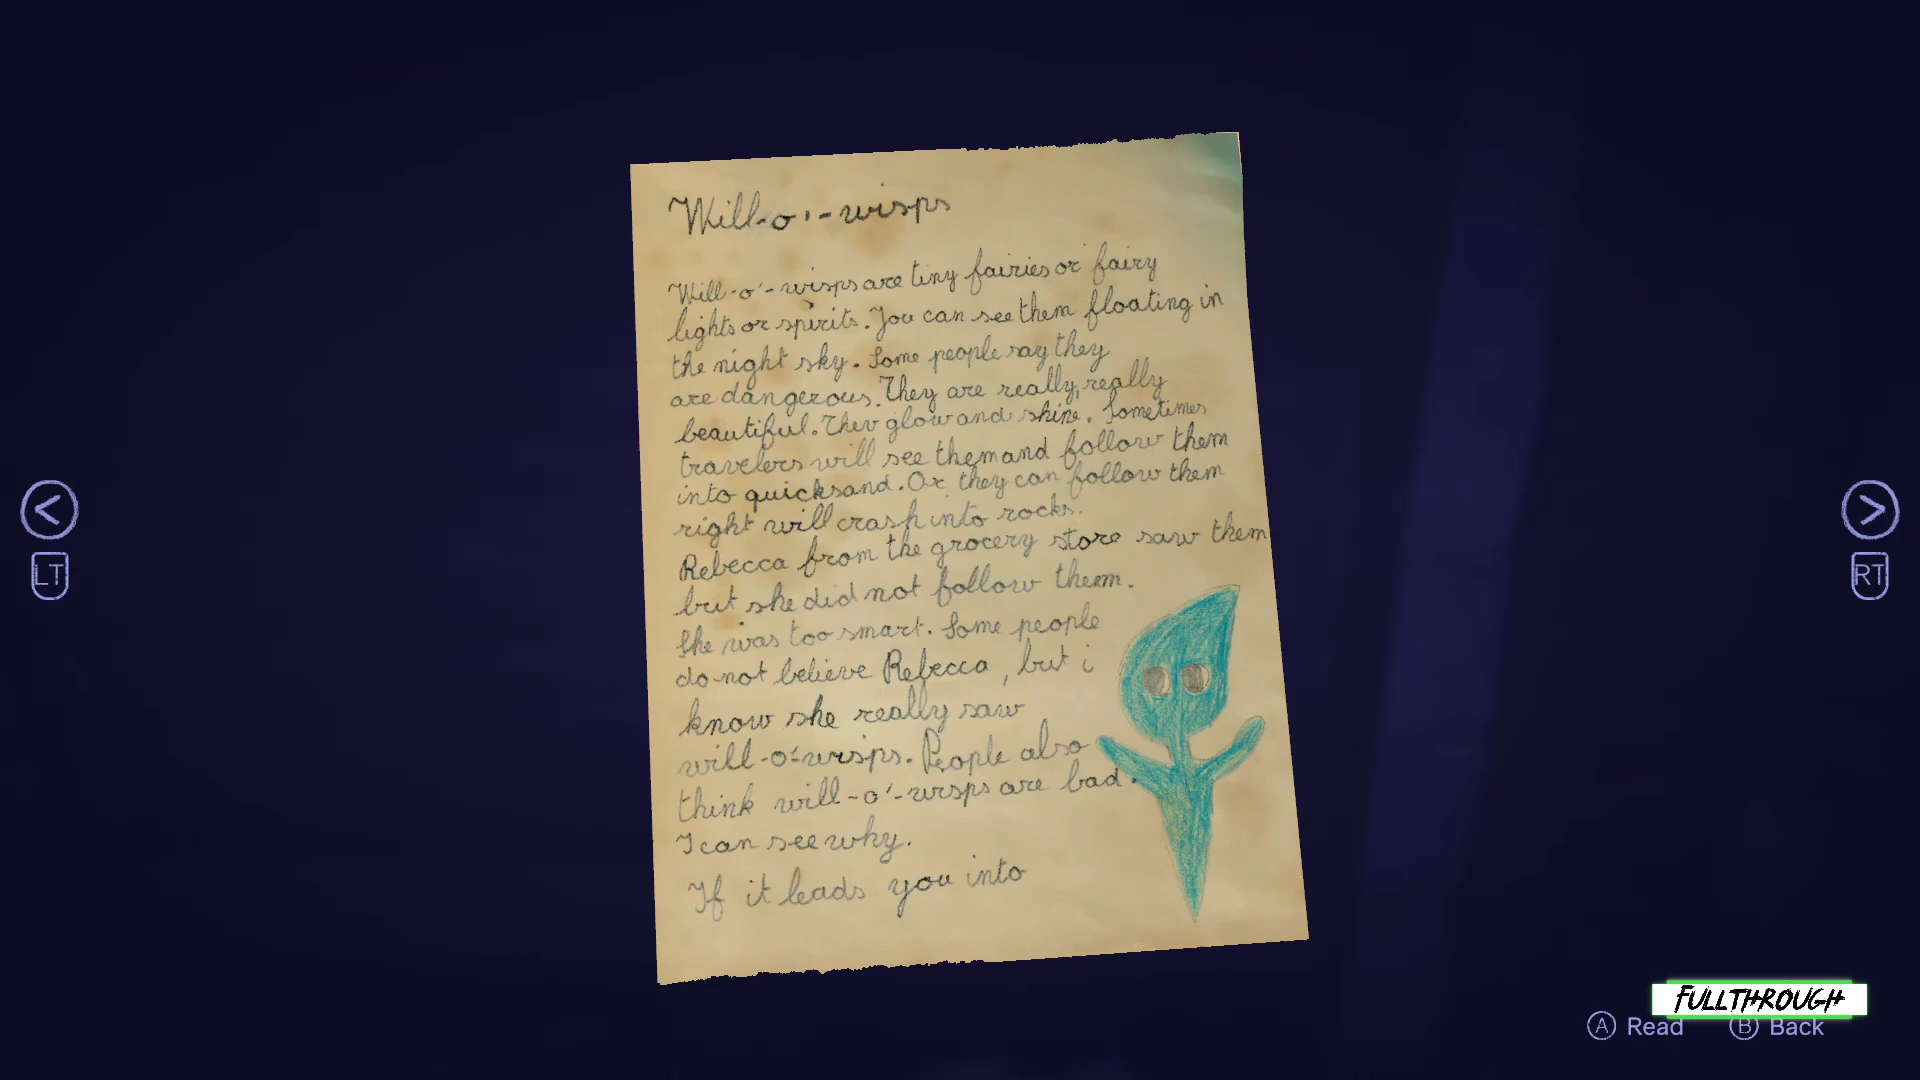 Will-o'-wisps
Will-o'-wisps are tiny fairies or fairy
lights or spirits. You can see them floating in
the night sky. Some people say they
are dangerous. They are really, really
beautiful. They glow and shine. Sometimes
travelers will see them and follow them
into quicksand. Or they can follow them
right will crash into rocks.
Rebecca from the grocery store saw them
but she did not follow them.
She was too smart. Some people
do not believe Rebecca, but i
know she really saw
will-o'-wisps. People also
think will-o'-wisps are bad.
I can see why.
If it leads you into
<
LT
>
RT
FULLTHROUGH
A Read B Back